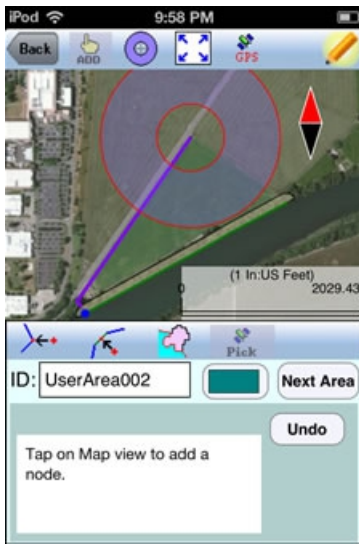 iPod 9:58 PM
Back ADD GPS
(1 In:US Feet)
0 2029.43
Pick
ID: UserArea002 Next Area
Undo
Tap on Map view to add a
node.